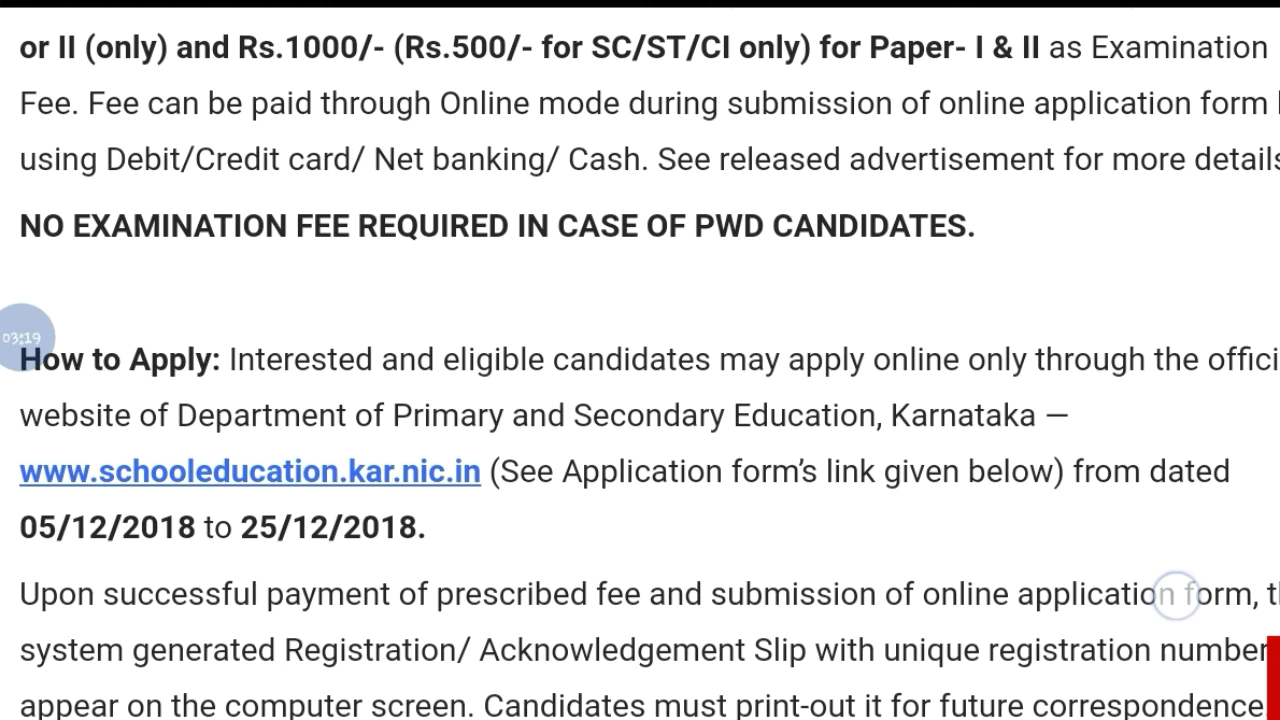 or II (only) and Rs.1000/- (Rs.500/- for SC/ST/CI only) for Paper- I & II as Examination
Fee. Fee can be paid through Online mode during submission of online application form
using Debit/Credit card/ Net banking/ Cash. See released advertisement for more details
NO EXAMINATION FEE REQUIRED IN CASE OF PWD CANDIDATES.
03:19
How to Apply: Interested and eligible candidates may apply online only through the offici
website of Department of Primary and Secondary Education, Karnataka —
www.schooleducation.kar.nic.in (See Application form's link given below) from dated
05/12/2018 to 25/12/2018.
Upon successful payment of prescribed fee and submission of online application form,
system generated Registration/ Acknowledgement Slip with unique registration number
appear on the computer screen. Candidates must print-out it for future correspondence